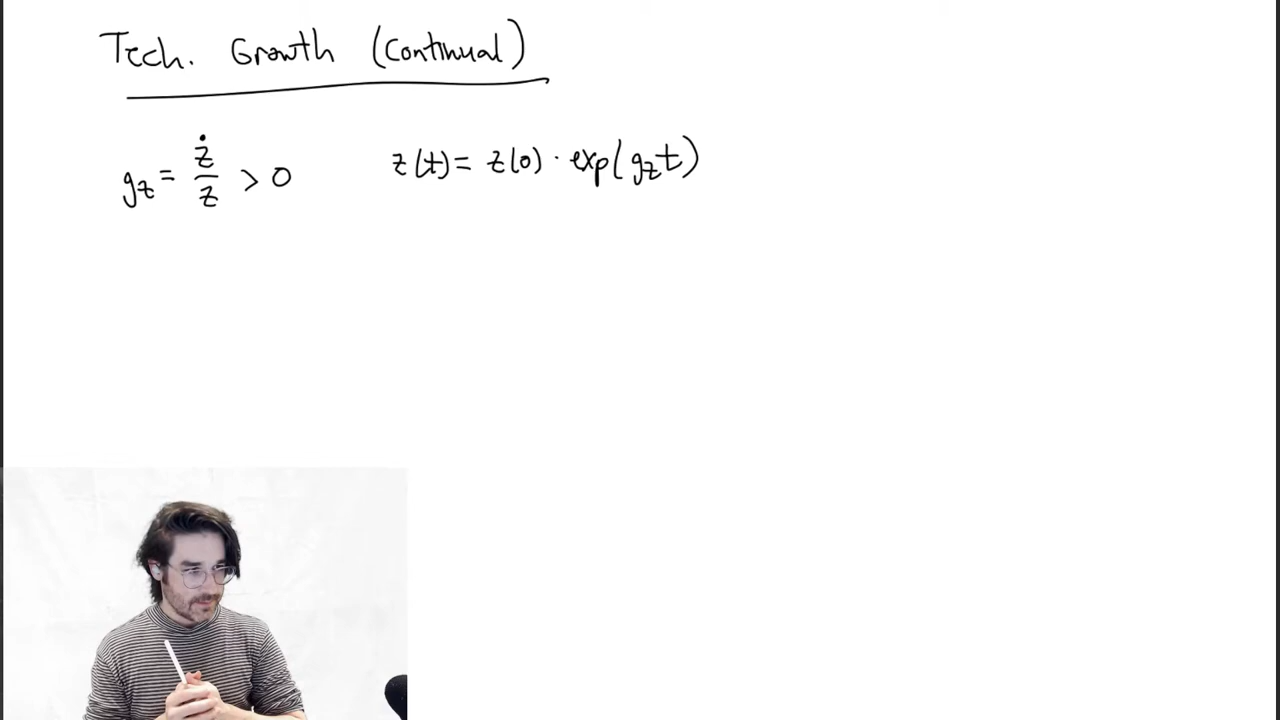 Tech. Growth (Continual)
g_z = ż/z > 0
z(t) = z(0) · exp(g_z t)